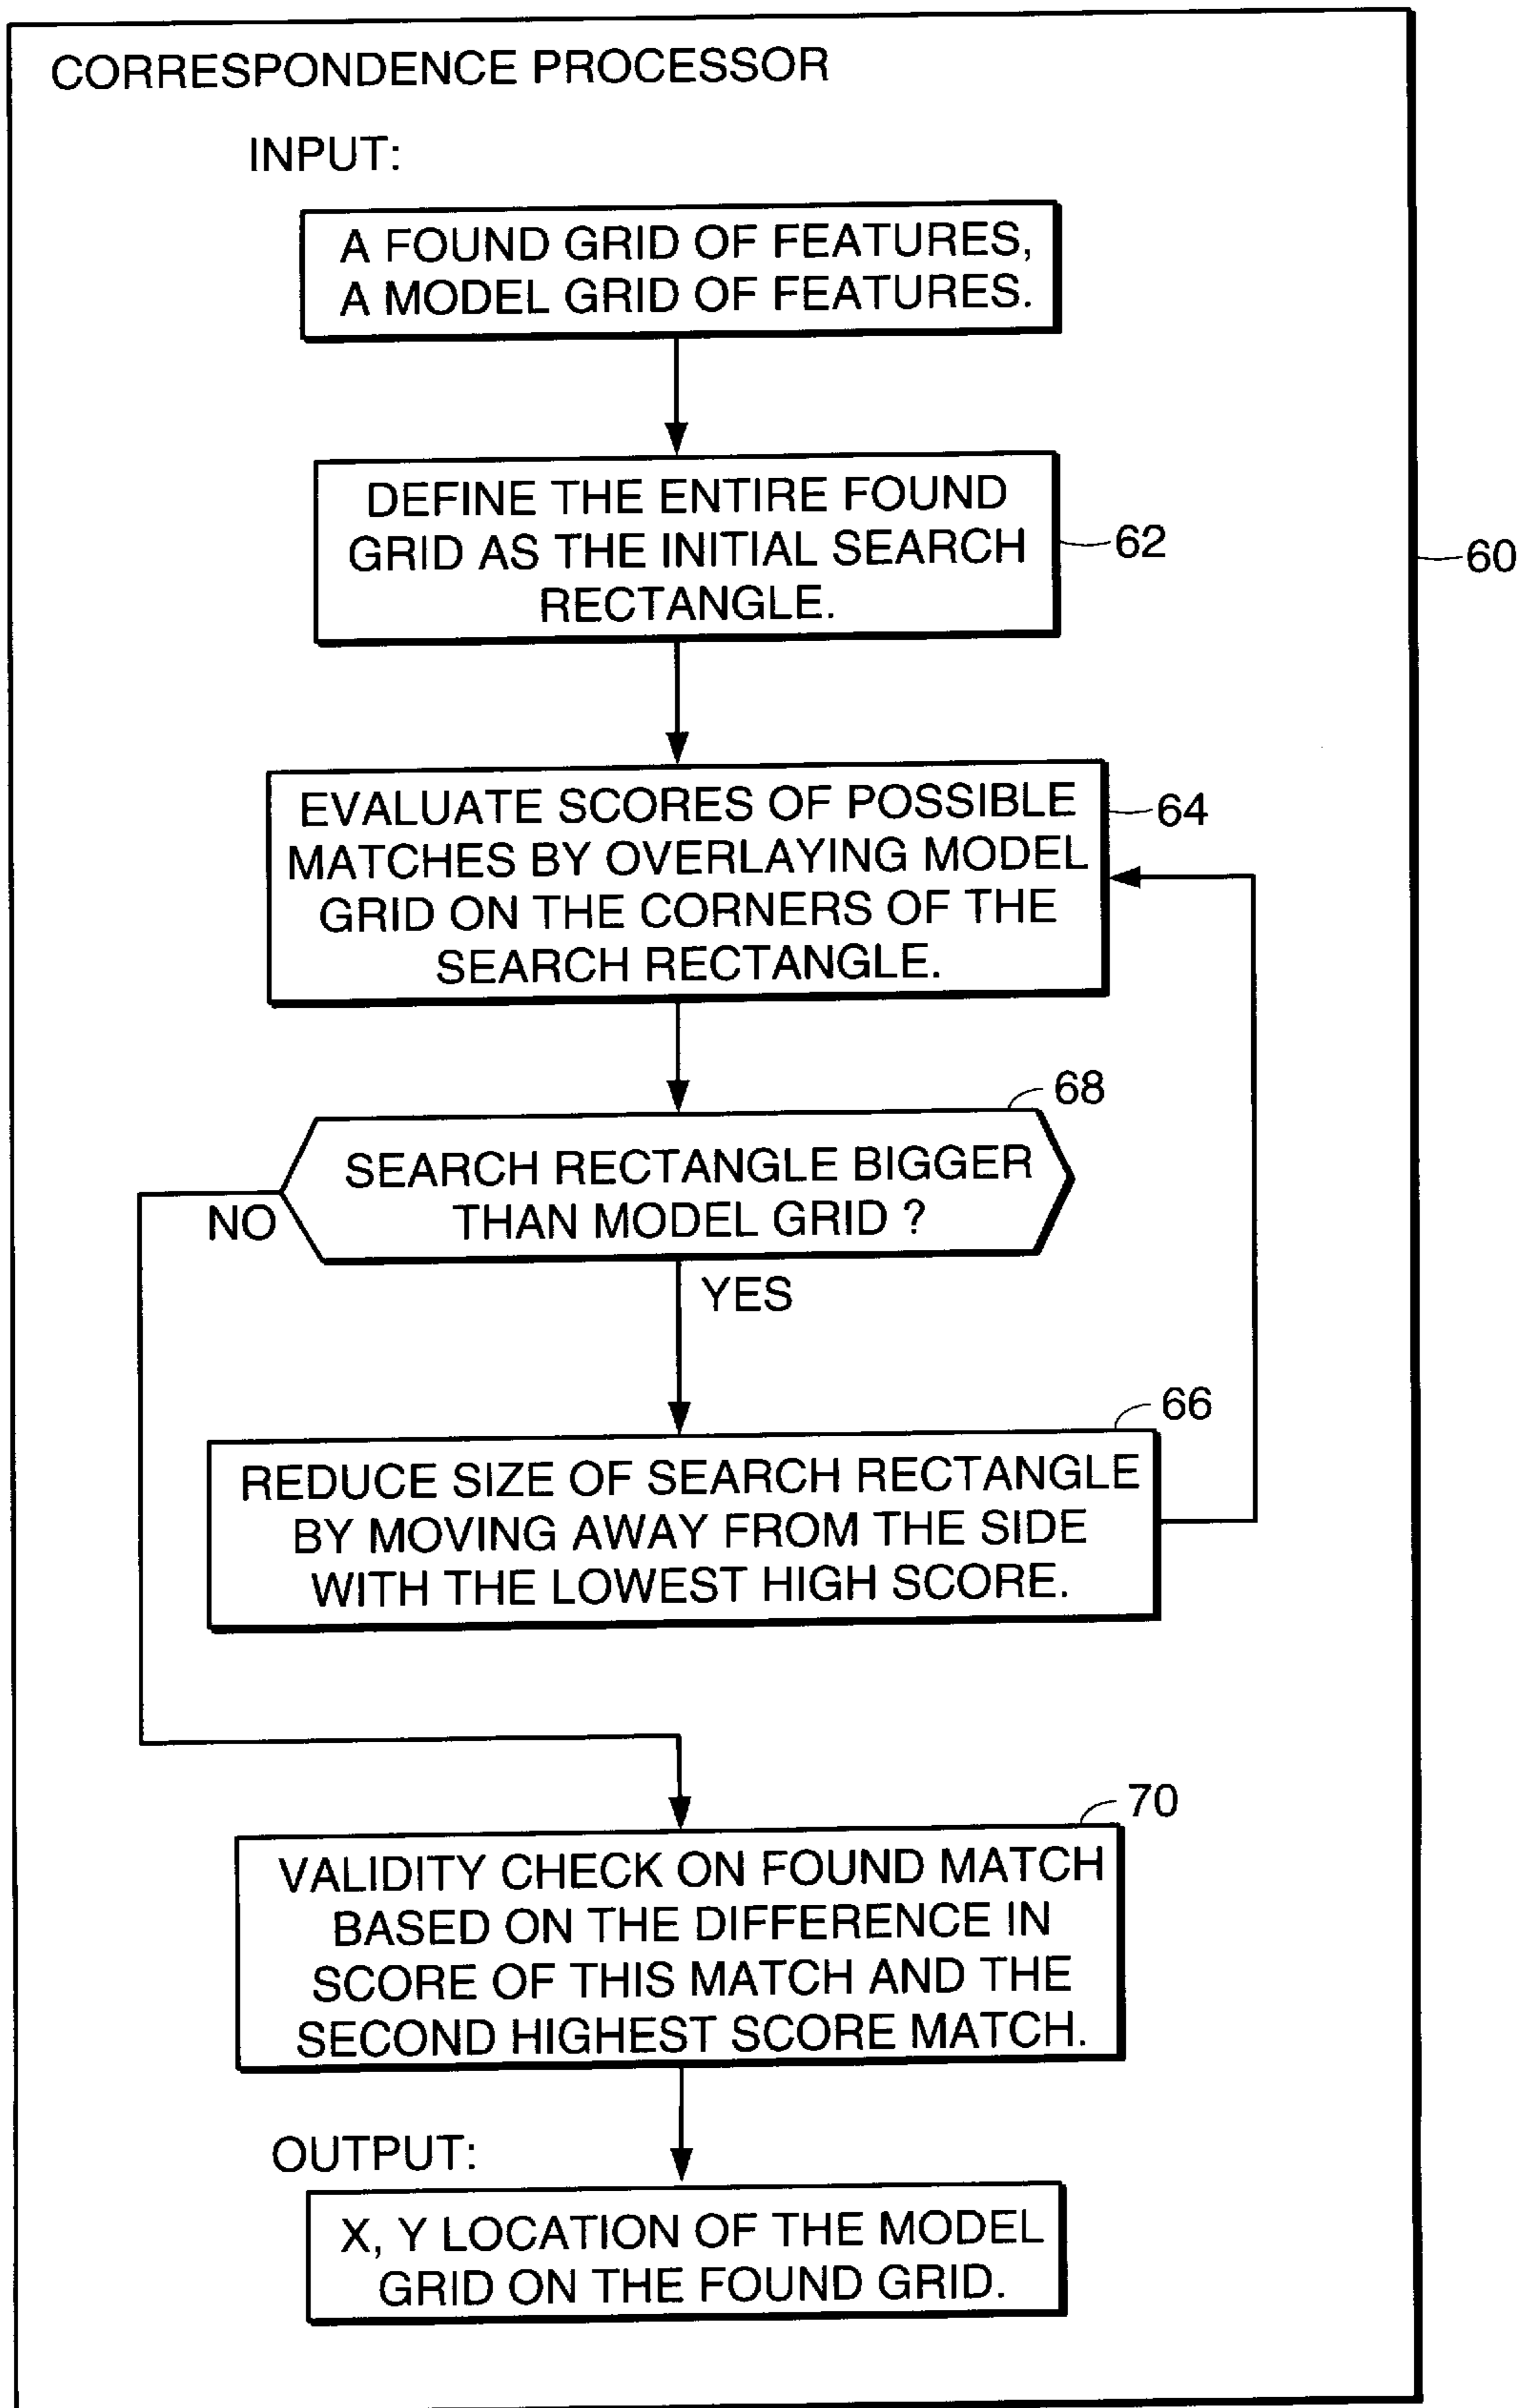 CORRESPONDENCE PROCESSOR
INPUT:
A FOUND GRID OF FEATURES,
A MODEL GRID OF FEATURES.
DEFINE THE ENTIRE FOUND
GRID AS THE INITIAL SEARCH
RECTANGLE.
62
60
EVALUATE SCORES OF POSSIBLE
MATCHES BY OVERLAYING MODEL
GRID ON THE CORNERS OF THE
SEARCH RECTANGLE.
64
68
SEARCH RECTANGLE BIGGER
THAN MODEL GRID ?
NO
YES
66
REDUCE SIZE OF SEARCH RECTANGLE
BY MOVING AWAY FROM THE SIDE
WITH THE LOWEST HIGH SCORE.
70
VALIDITY CHECK ON FOUND MATCH
BASED ON THE DIFFERENCE IN
SCORE OF THIS MATCH AND THE
SECOND HIGHEST SCORE MATCH.
OUTPUT:
X, Y LOCATION OF THE MODEL
GRID ON THE FOUND GRID.